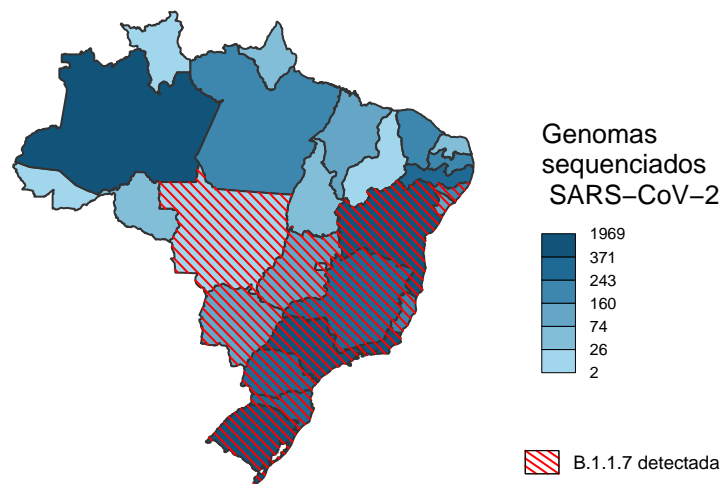 Genomas
sequenciados
SARS−CoV−2
1969
371
243
160
74
26
2
B.1.1.7 detectada